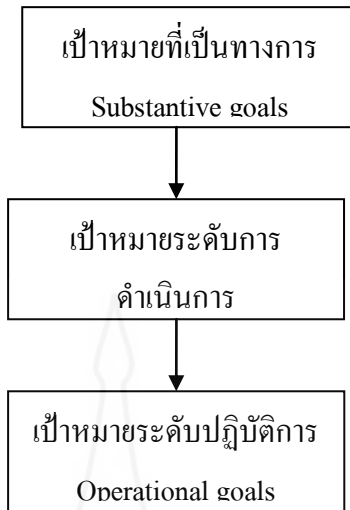 เป้าหมายที่เป็นทางการ
Substantive goals
เป้าหมายระดับการ
ดำเนินการ
เป้าหมายระดับปฏิบัติการ
Operational goals